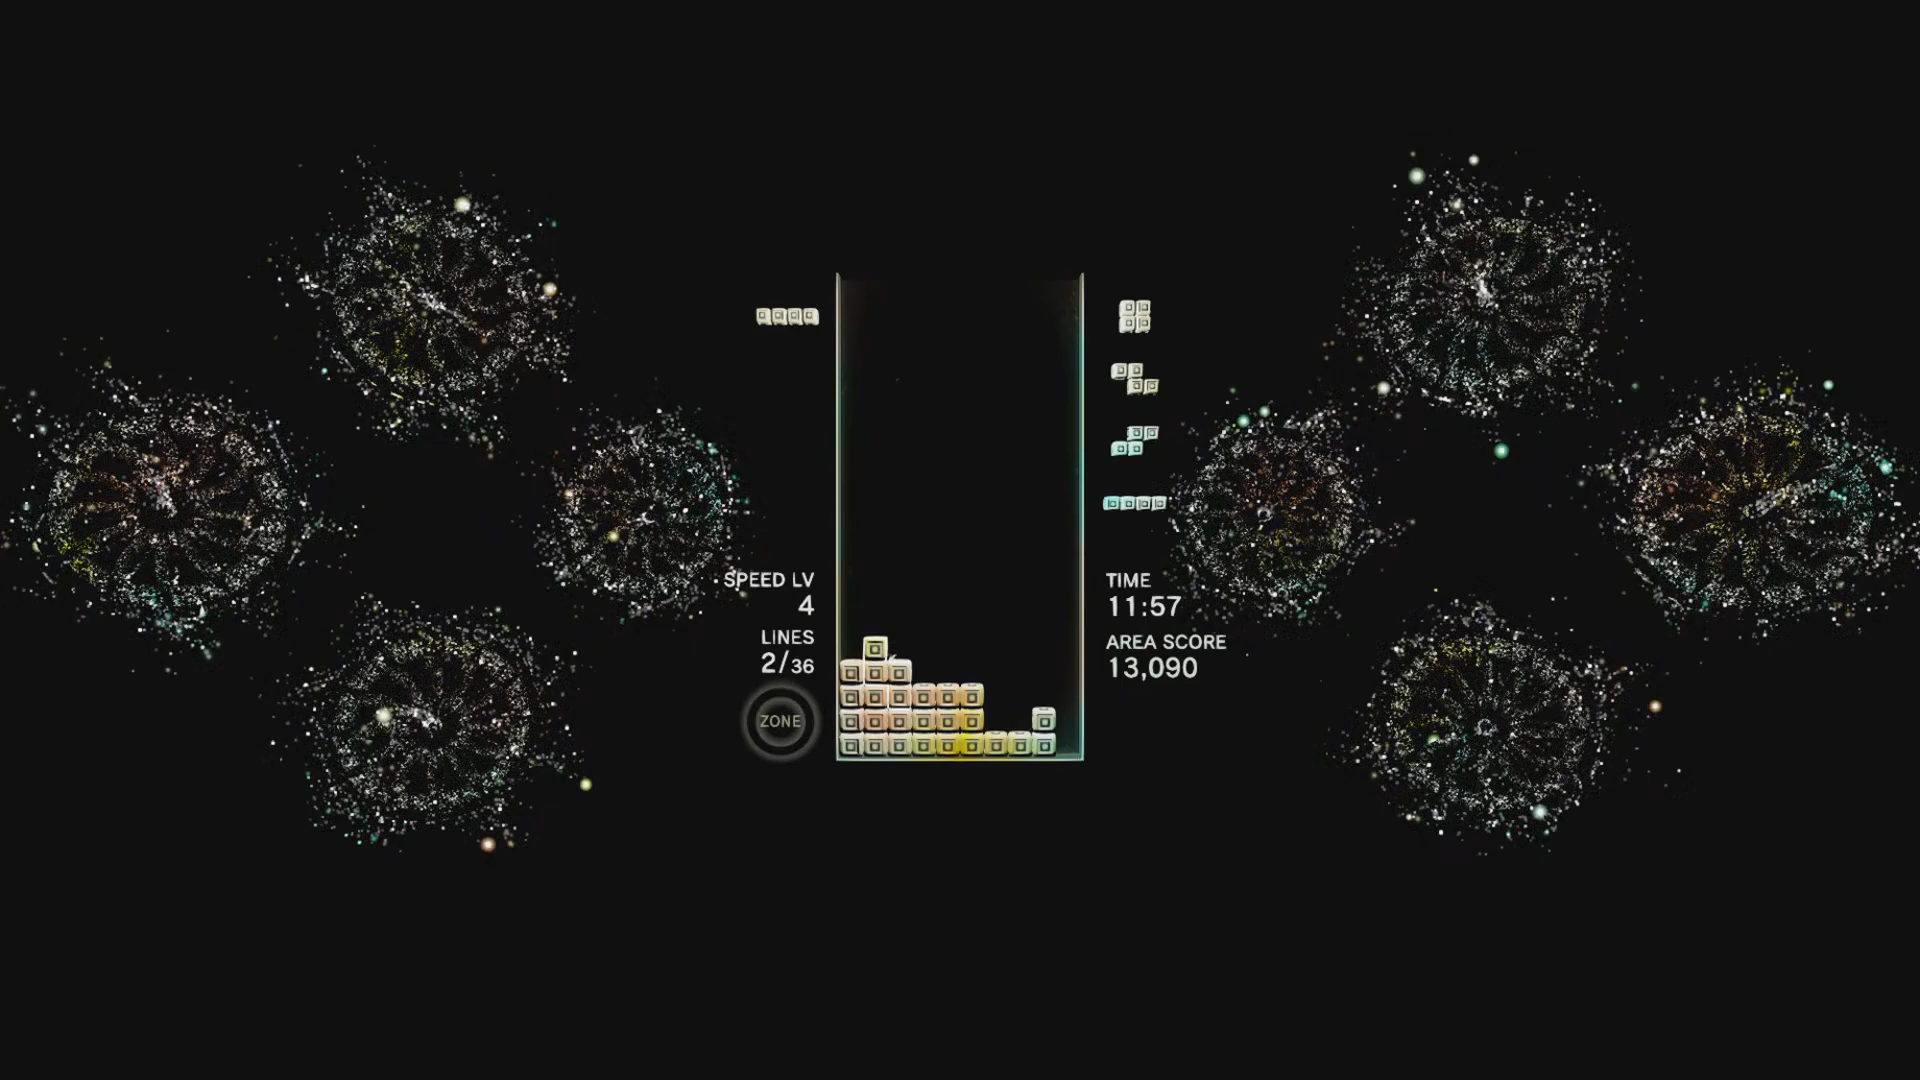 SPEED LV
4
LINES
2/36
ZONE
TIME
11:57
AREA SCORE
13,090